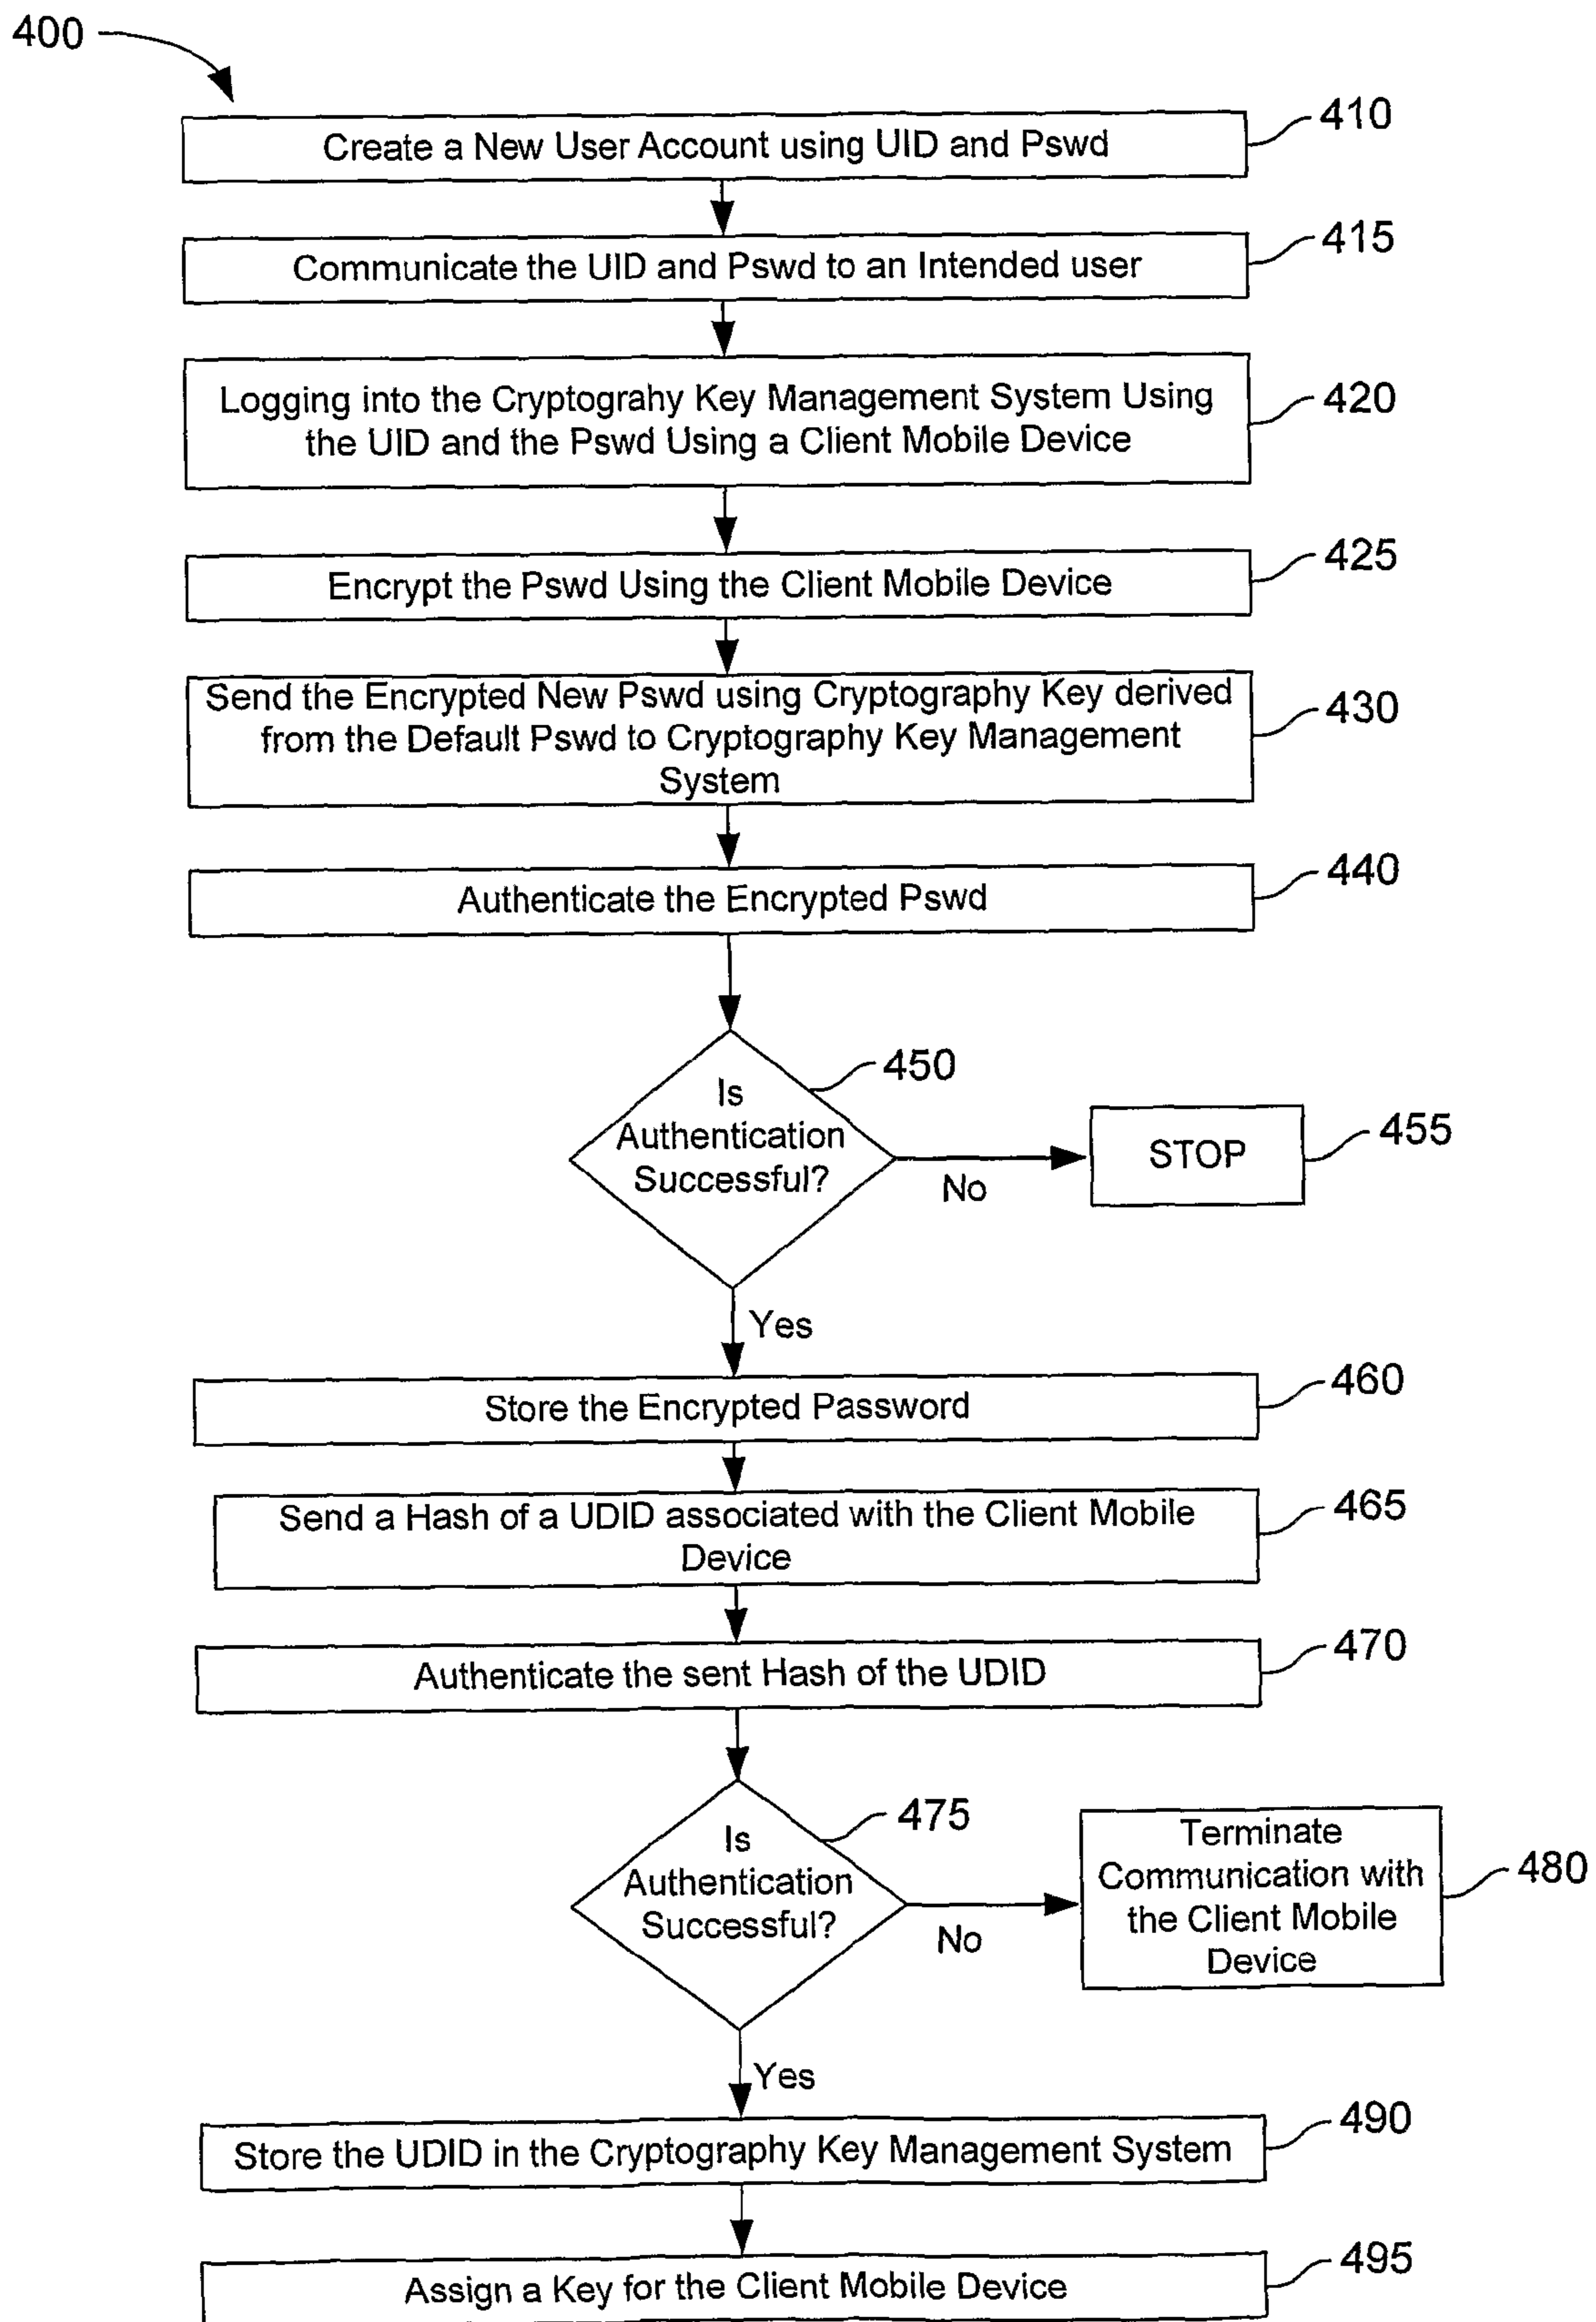 400
Create a New User Account using UID and Pswd
410
Communicate the UID and Pswd to an Intended user
415
Logging into the Cryptograhy Key Management System Using
the UID and the Pswd Using a Client Mobile Device
420
Encrypt the Pswd Using the Client Mobile Device
425
Send the Encrypted New Pswd using Cryptography Key derived
from the Default Pswd to Cryptography Key Management
System
430
Authenticate the Encrypted Pswd
440
Is
Authentication
Successful?
450
No
STOP
455
Yes
Store the Encrypted Password
460
Send a Hash of a UDID associated with the Client Mobile
Device
465
Authenticate the sent Hash of the UDID
470
Is
Authentication
Successful?
475
No
Terminate
Communication with
the Client Mobile
Device
480
Yes
Store the UDID in the Cryptography Key Management System
490
Assign a Key for the Client Mobile Device
495